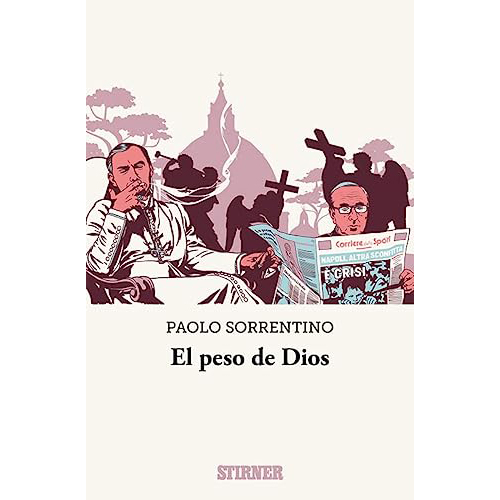 Corriere dello Sport
NAPOLI, ALTRA SCONFITTA
È CRISI
PAOLO SORRENTINO
El peso de Dios
STIRNER